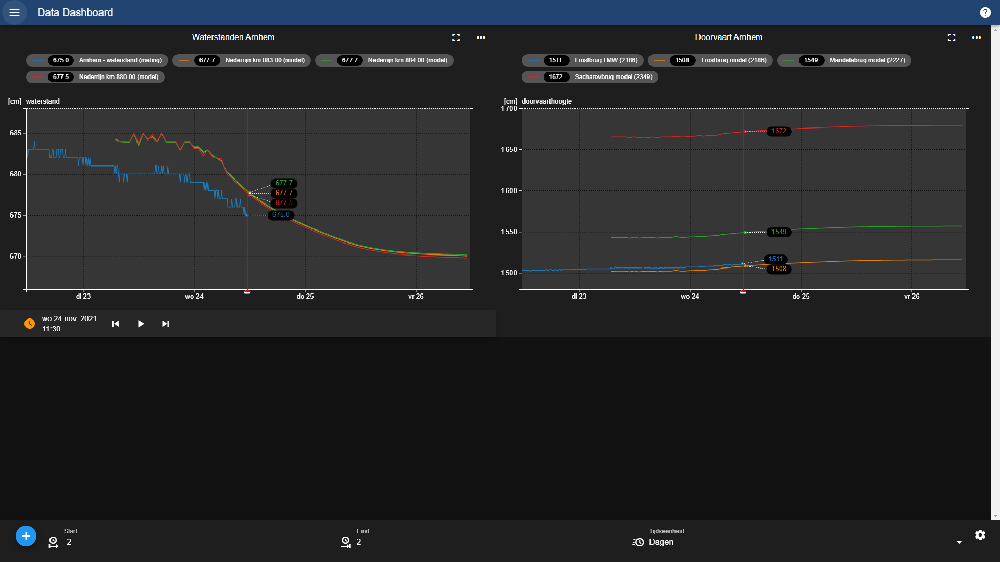 Data Dashboard
?
Waterstanden Arnhem
675.0 Arnhem - waterstand (meting) 677.7 Nederrijn km 883.00 (model) 677.7 Nederrijn km 884.00 (model)
677.5 Nederrijn km 880.00 (model)
[cm] waterstand
685
680
675
670
677.7
677.7
677.5
675.0
di 23 wo 24 do 25 vr 26
wo 24 nov. 2021
11:30
Doorvaart Arnhem
1511 Frostbrug LMW (2186) 1508 Frostbrug model (2186) 1549 Mandelabrug model (2227)
1672 Sacharovbrug model (2349)
[cm] doorvaarthoogte
1 700
1 650
1 600
1 550
1 500
1672
1549
1511
1508
di 23 wo 24 do 25 vr 26
Start
-2
Eind
2
Tijdseenheid
Dagen